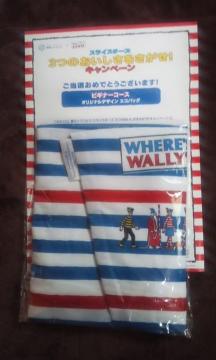 スライスチーズ
3つのおいしさをさがせ!
キャンペーン
ご当選おめでとうございます!
ビギナーコース
オリジナルデザイン エコバッグ
WHERE'
WALLY